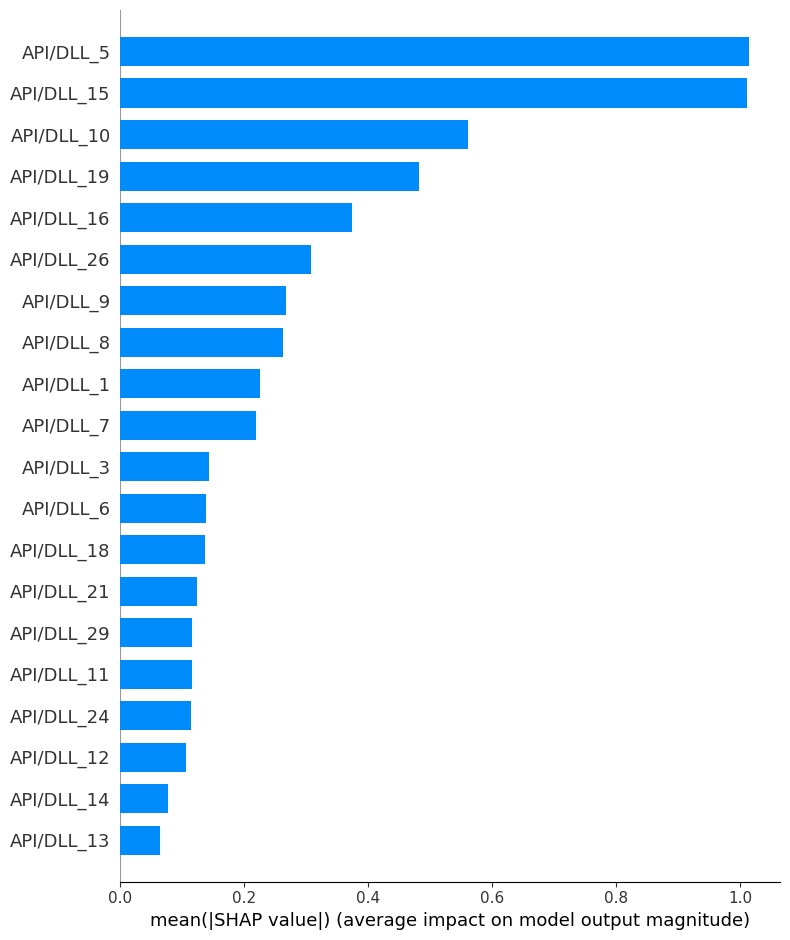 API/DLL_5
API/DLL_15
API/DLL_10
API/DLL_19
API/DLL_16
API/DLL_26
API/DLL_9
API/DLL_8
API/DLL_1
API/DLL_7
API/DLL_3
API/DLL_6
API/DLL_18
API/DLL_21
API/DLL_29
API/DLL_11
API/DLL_24
API/DLL_12
API/DLL_14
API/DLL_13
0.0 0.2 0.4 0.6 0.8 1.0
mean(|SHAP value|) (average impact on model output magnitude)